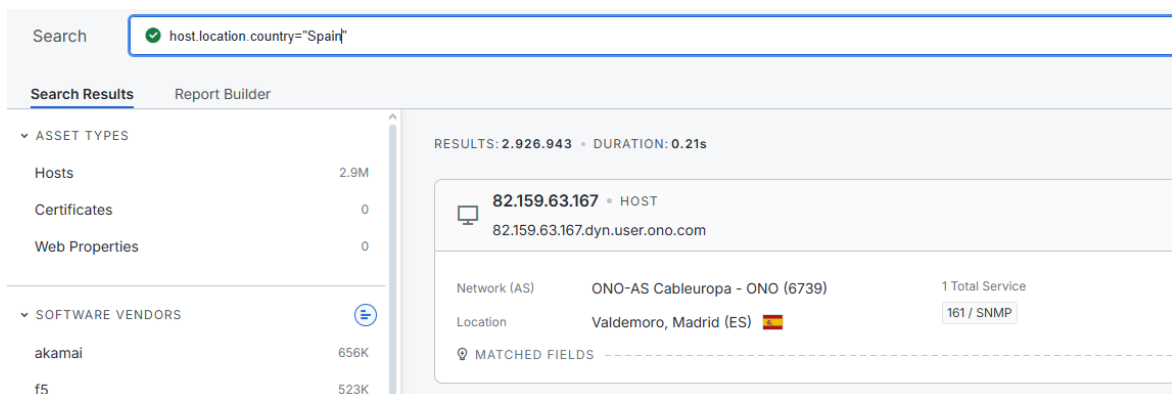 Search
host.location.country="Spain"
Search Results Report Builder
ASSET TYPES
Hosts 2.9M
Certificates 0
Web Properties 0
SOFTWARE VENDORS
akamai 656K
f5 523K
RESULTS: 2.926.943 • DURATION: 0.21s
82.159.63.167 • HOST
82.159.63.167.dyn.user.ono.com
Network (AS) ONO-AS Cableuropa - ONO (6739) 1 Total Service
Location Valdemoro, Madrid (ES) 161 / SNMP
MATCHED FIELDS